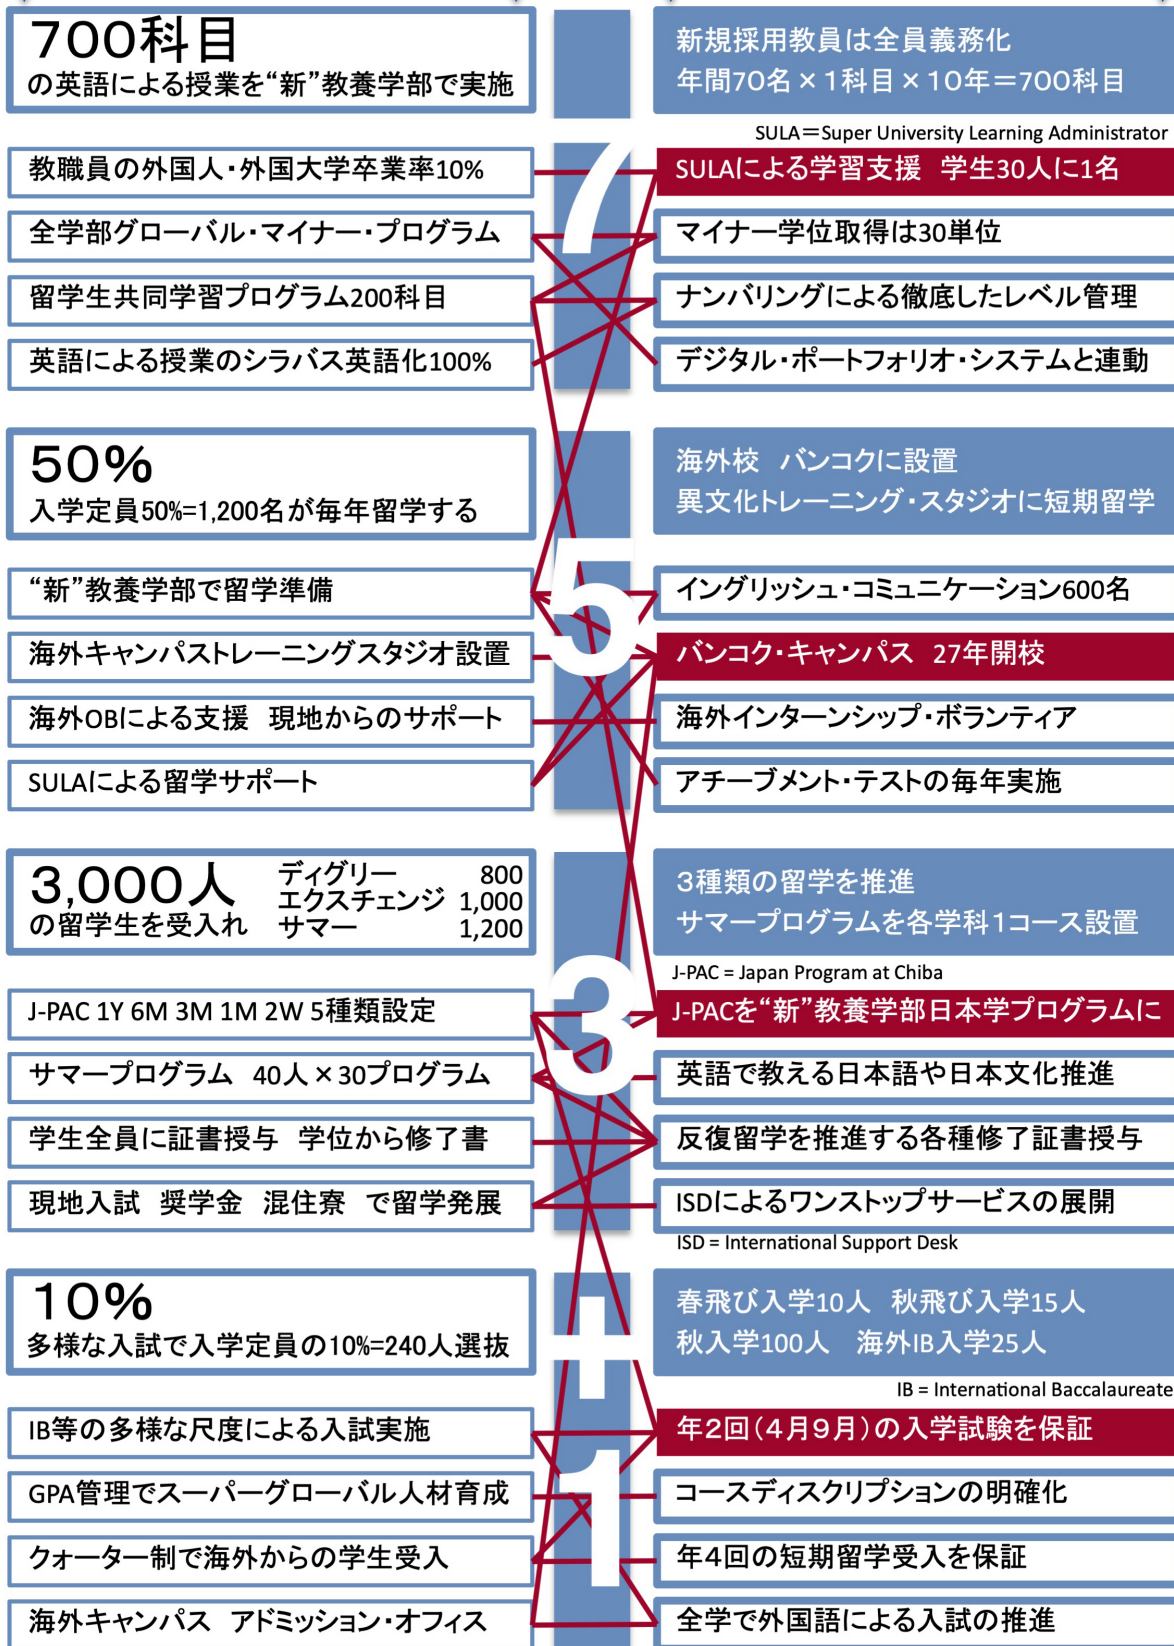 700科目
の英語による授業を“新”教養学部で実施
新規採用教員は全員義務化
年間70名×1科目×10年＝700科目
7
SULA＝Super University Learning Administrator
教職員の外国人・外国大学卒業率10%
SULAによる学習支援　学生30人に1名
全学部グローバル・マイナー・プログラム
マイナー学位取得は30単位
留学生共同学習プログラム200科目
ナンバリングによる徹底したレベル管理
英語による授業のシラバス英語化100%
デジタル・ポートフォリオ・システムと連動
50%
入学定員50%=1,200名が毎年留学する
海外校　バンコクに設置
異文化トレーニング・スタジオに短期留学
5
“新”教養学部で留学準備
イングリッシュ・コミュニケーション600名
海外キャンパストレーニングスタジオ設置
バンコク・キャンパス　27年開校
海外OBによる支援　現地からのサポート
海外インターンシップ・ボランティア
SULAによる留学サポート
アチーブメント・テストの毎年実施
3,000人
の留学生を受入れ
ディグリー 800
エクスチェンジ 1,000
サマー 1,200
3種類の留学を推進
サマープログラムを各学科1コース設置
3
J-PAC = Japan Program at Chiba
J-PAC 1Y 6M 3M 1M 2W 5種類設定
J-PACを“新”教養学部日本学プログラムに
サマープログラム　40人×30プログラム
英語で教える日本語や日本文化推進
学生全員に証書授与　学位から修了書
反復留学を推進する各種修了証書授与
現地入試　奨学金　混住寮　で留学発展
ISDによるワンストップサービスの展開
ISD = International Support Desk
10%
多様な入試で入学定員の10%=240人選抜
春飛び入学10人　秋飛び入学15人
秋入学100人　海外IB入学25人
+
1
IB = International Baccalaureate
IB等の多様な尺度による入試実施
年2回（4月9月）の入学試験を保証
GPA管理でスーパーグローバル人材育成
コースディスクリプションの明確化
クォーター制で海外からの学生受入
年4回の短期留学受入を保証
海外キャンパス　アドミッション・オフィス
全学で外国語による入試の推進